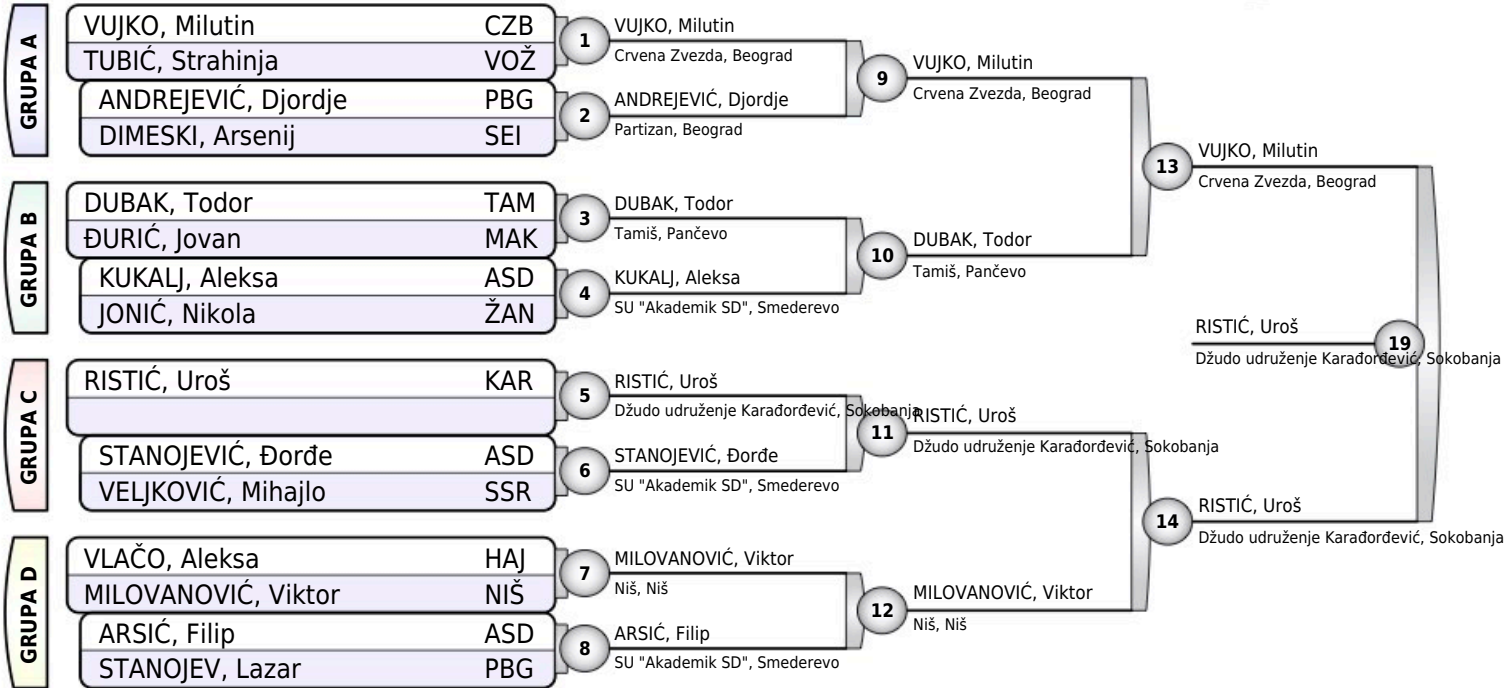 GRUPA A
VUJKO, Milutin CZB
TUBIĆ, Strahinja VOŽ
ANDREJEVIĆ, Djordje PBG
DIMESKI, Arsenij SEI
GRUPA B
DUBAK, Todor TAM
ĐURIĆ, Jovan MAK
KUKALJ, Aleksa ASD
JONIĆ, Nikola ŽAN
GRUPA C
RISTIĆ, Uroš KAR
STANOJEVIĆ, Đorđe ASD
VELJKOVIĆ, Mihajlo SSR
GRUPA D
VLAČO, Aleksa HAJ
MILOVANOVIĆ, Viktor NIŠ
ARSIĆ, Filip ASD
STANOJEV, Lazar PBG
1
VUJKO, Milutin
Crvena Zvezda, Beograd
2
ANDREJEVIĆ, Djordje
Partizan, Beograd
3
DUBAK, Todor
Tamiš, Pančevo
4
KUKALJ, Aleksa
SU "Akademik SD", Smederevo
5
RISTIĆ, Uroš
Džudo udruženje Karađorđević, Sokobanja
6
STANOJEVIĆ, Đorđe
SU "Akademik SD", Smederevo
7
MILOVANOVIĆ, Viktor
Niš, Niš
8
ARSIĆ, Filip
SU "Akademik SD", Smederevo
9
VUJKO, Milutin
Crvena Zvezda, Beograd
10
DUBAK, Todor
Tamiš, Pančevo
11
RISTIĆ, Uroš
Džudo udruženje Karađorđević, Sokobanja
12
MILOVANOVIĆ, Viktor
Niš, Niš
13
VUJKO, Milutin
Crvena Zvezda, Beograd
14
RISTIĆ, Uroš
Džudo udruženje Karađorđević, Sokobanja
19
RISTIĆ, Uroš
Džudo udruženje Karađorđević, Sokobanja